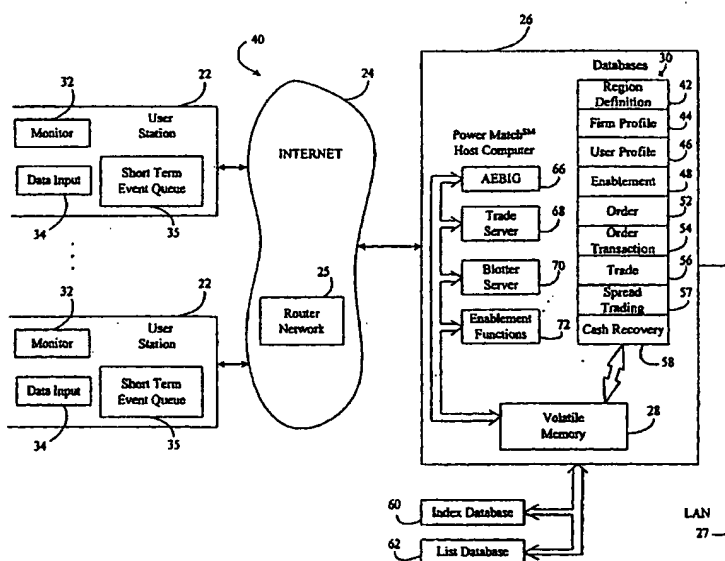 40
26
32
22
24
Databases
30
Monitor
User
Station
Region
Definition
42
Power Match℠
Host Computer
Firm Profile
44
INTERNET
User Profile
46
Data Input
Short Term
Event Queue
AEBIG
66
Enablement
48
34
35
Trade
Server
68
Order
52
Order
Transaction
54
Blotter
Server
70
Trade
56
32
22
25
Spread
Trading
57
Monitor
User
Station
Router
Network
Enablement
Functions
72
Cash Recovery
58
Data Input
Short Term
Event Queue
34
35
Volatile
Memory
28
60
Index Database
LAN
27
62
List Database